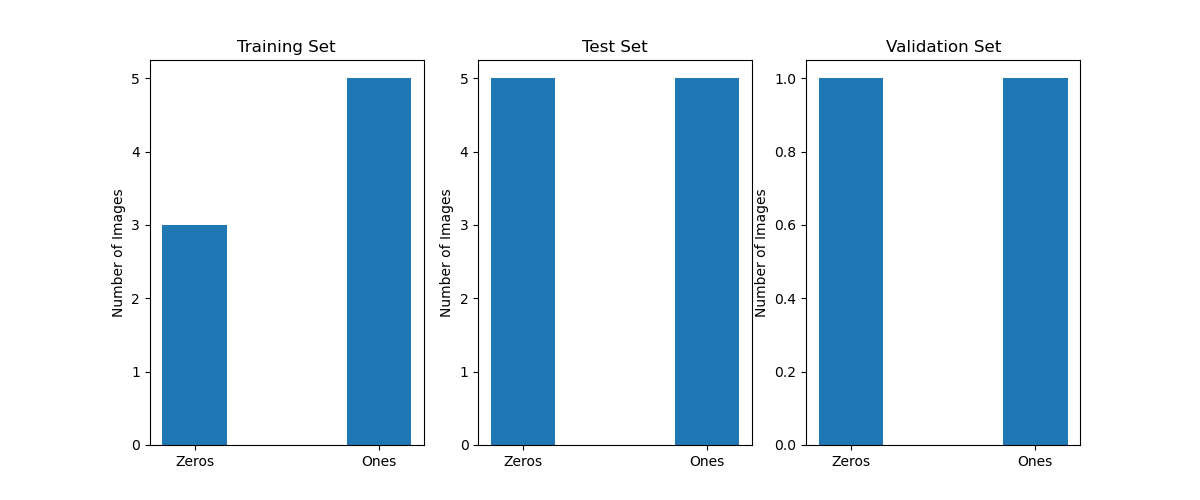 Training Set
Number of Images
5
4
3
2
1
0
Zeros Ones
Test Set
Number of Images
5
4
3
2
1
0
Zeros Ones
Validation Set
Number of Images
1.0
0.8
0.6
0.4
0.2
0.0
Zeros Ones